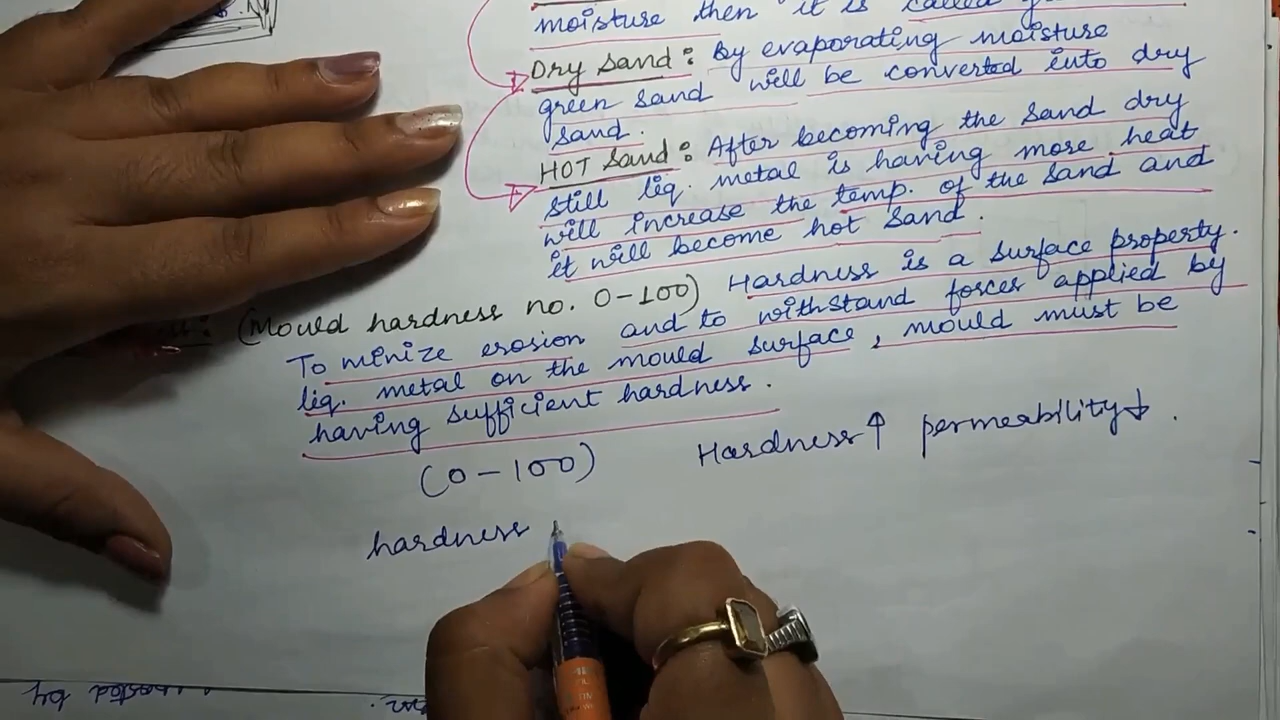 moisture then it is called
Dry Sand: By evaporating moisture
green sand will be converted into dry
sand.
HOT Sand: After becoming the sand dry
still liq. metal is having more heat
will increase the temp. of the sand and
it will become hot sand.
(Mould hardness no. 0-100) Hardness is a surface property.
To minize erosion and to withstand forces applied by
liq. metal on the mould surface, mould must be
having sufficient hardness.
(0-100) Hardness↑ permeability↓.
hardness